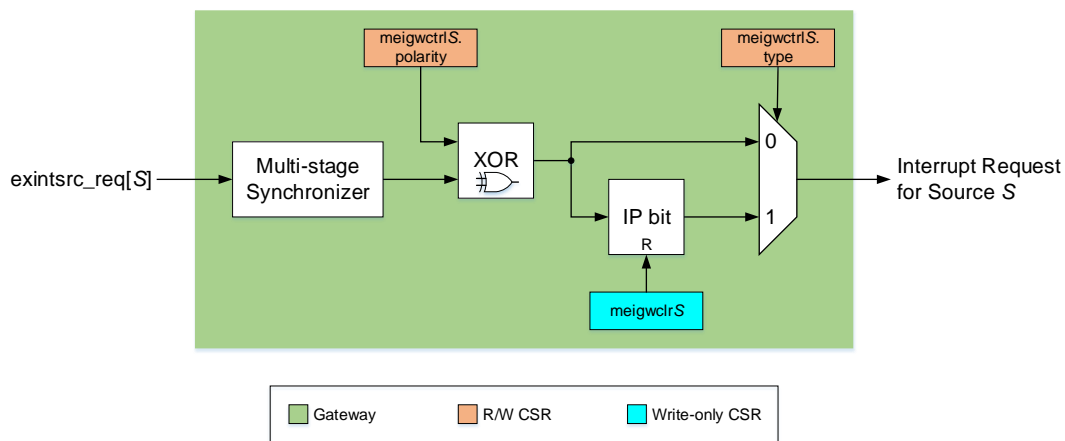 meigwctrlS.
polarity
meigwctrlS.
type
exintsrc_req[S]
Multi-stage
Synchronizer
XOR
0
IP bit
R
1
Interrupt Request
for Source S
meigwclrS
Gateway
R/W CSR
Write-only CSR